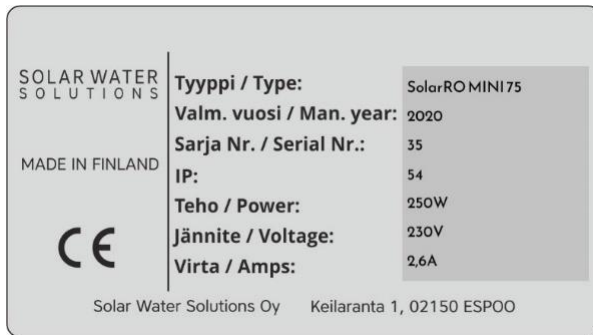 SOLAR WATER
SOLUTIONS
MADE IN FINLAND
CE
Tyyppi / Type: SolarRO MINI 75
Valm. vuosi / Man. year: 2020
Sarja Nr. / Serial Nr.: 35
IP: 54
Teho / Power: 250W
Jännite / Voltage: 230V
Virta / Amps: 2,6A
Solar Water Solutions Oy Keilaranta 1, 02150 ESPOO